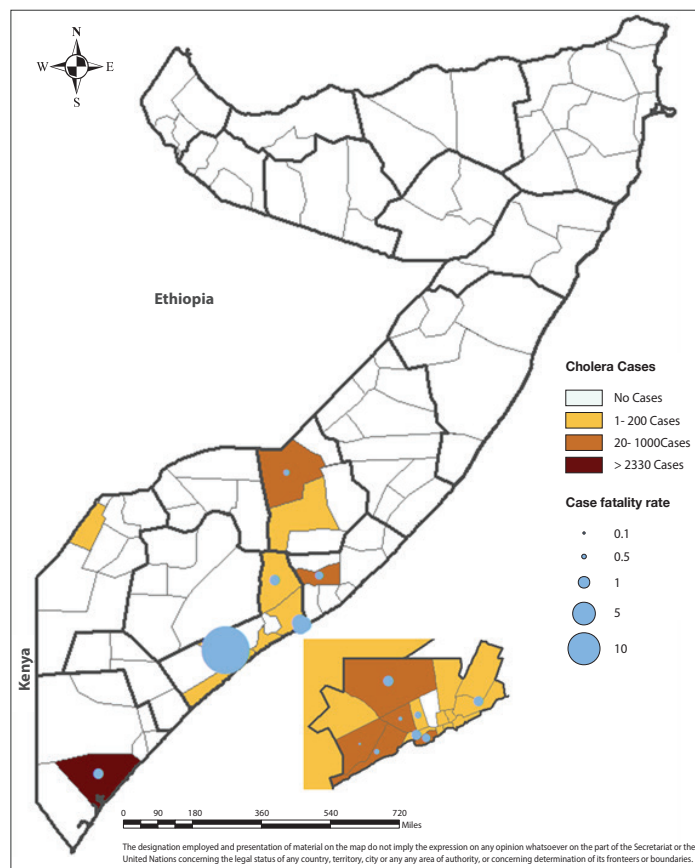 N
W E
S
Ethiopia
Kenya
Cholera Cases
No Cases
1- 200 Cases
20- 1000Cases
> 2330 Cases
Case fatality rate
0.1
0.5
1
5
10
0 90 180 360 540 720
Miles
The designation employed and presentation of material on the map do not imply the expression on any opinion whatsoever on the part of the Secretariat or the
United Nations concerning the legal status of any country, territory, city or any any area of authority, or concerning determination of its fronteers or boundaries.